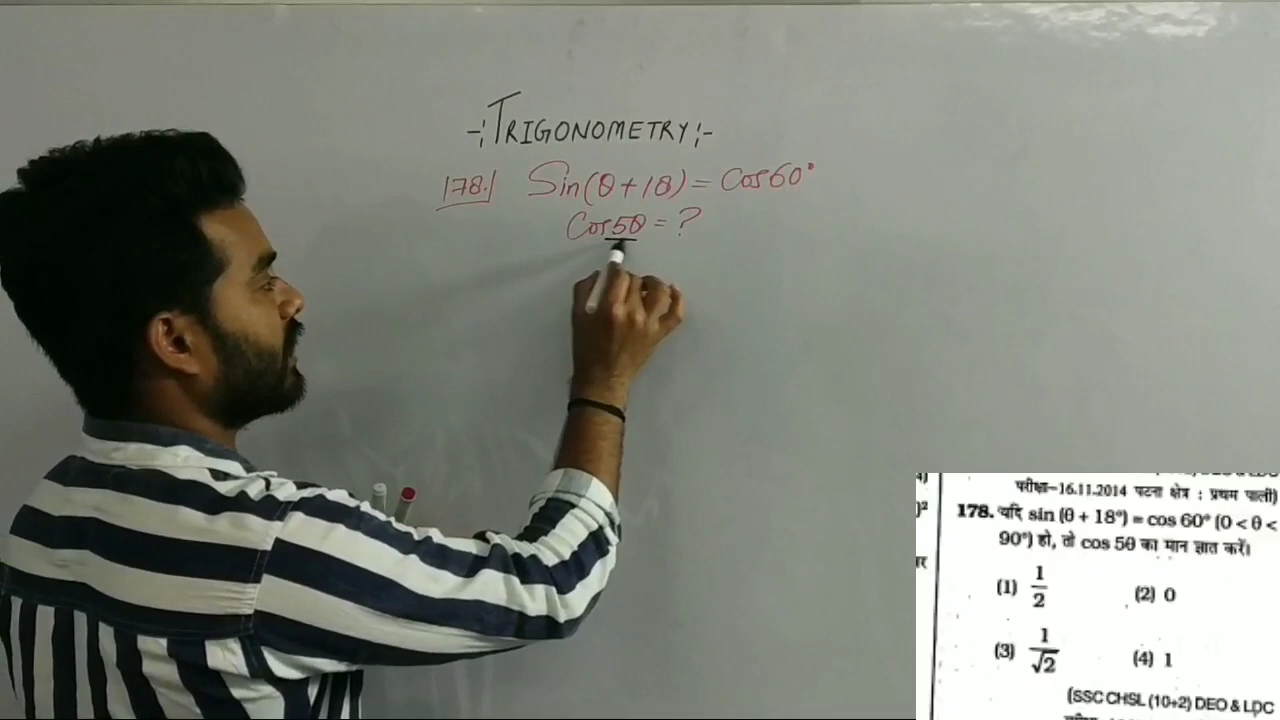 -:TRIGONOMETRY:-
178.| Sin(θ+18) = Cos60°
Cos5θ = ?
परीक्षा-16.11.2014 पटना क्षेत्र : प्रथम पाली)
178. यदि sin (θ + 18°) = cos 60° (0 < θ <
90°) हो, तो cos 5θ का मान ज्ञात करें।
(1) 1/2 (2) 0
(3) 1/√2 (4) 1
(SSC CHSL (10+2) DEO & LDC